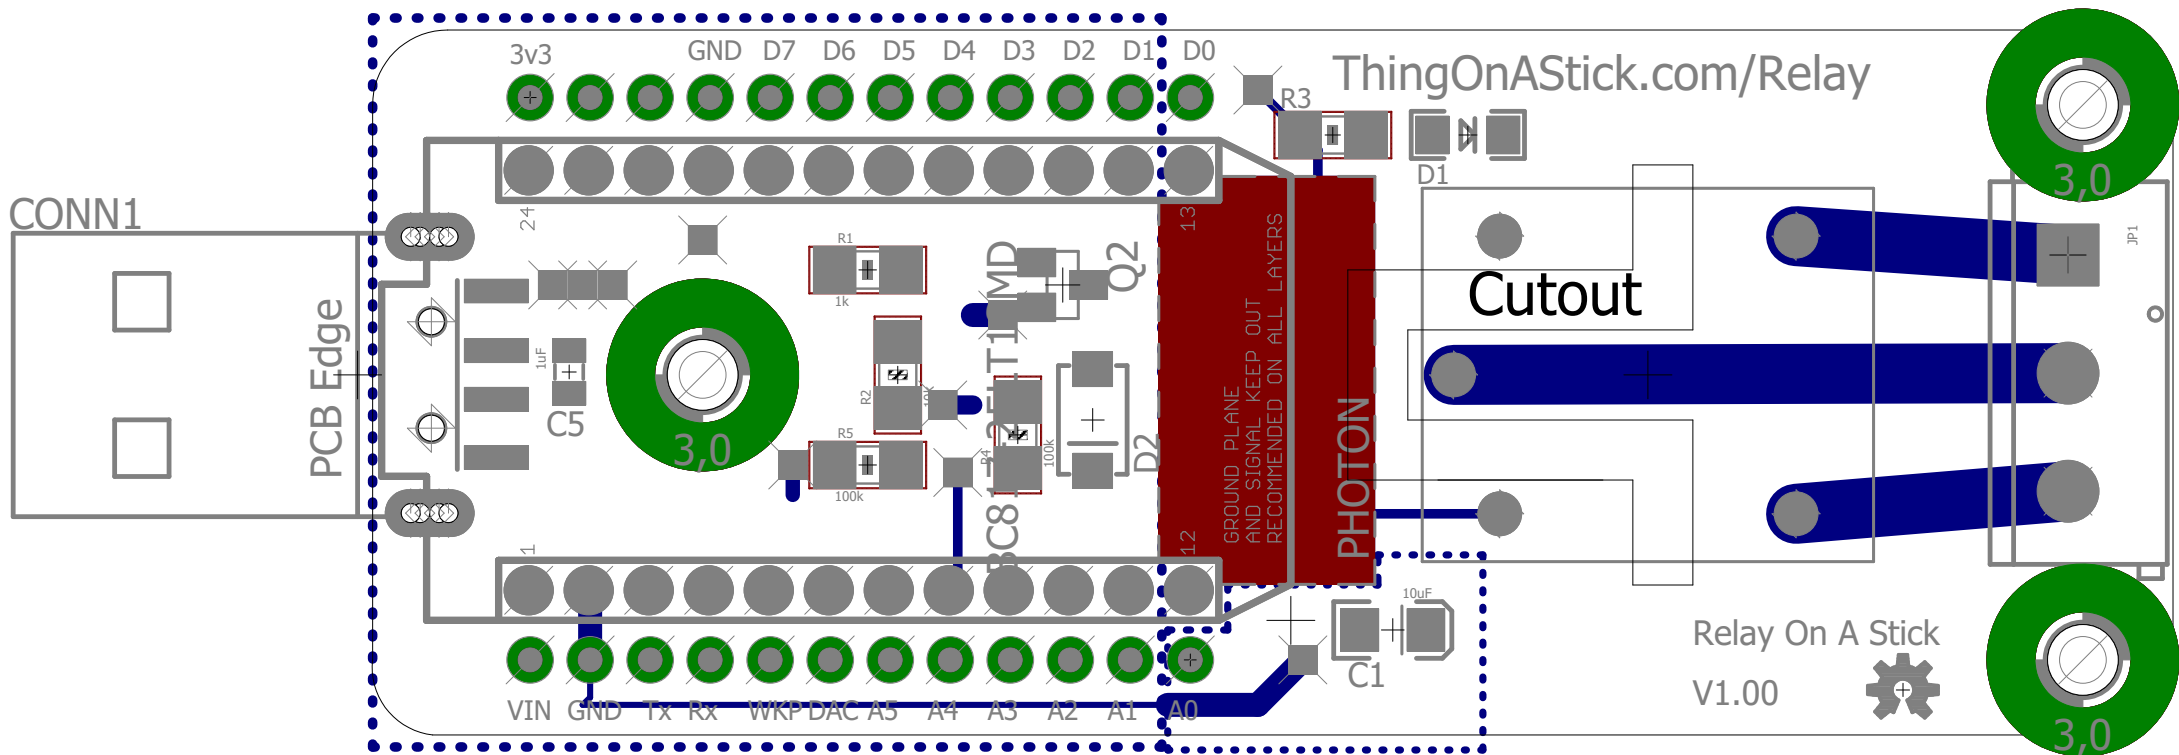 3v3 GND D7 D6 D5 D4 D3 D2 D1 D0
ThingOnAStick.com/Relay
R3
D1
3,0
CONN1
24
13
R1
1k
Q2
JP1
PCB Edge
1uF
C5
3,0
R2
10K
R5
100k
R4
100k
D2
GROUND PLANE
AND SIGNAL KEEP OUT
RECOMMENDED ON ALL LAYERS
PHOTON
Cutout
1
12
10uF
C1
VIN GND Tx Rx WKP DAC A5 A4 A3 A2 A1 A0
Relay On A Stick
V1.00
3,0